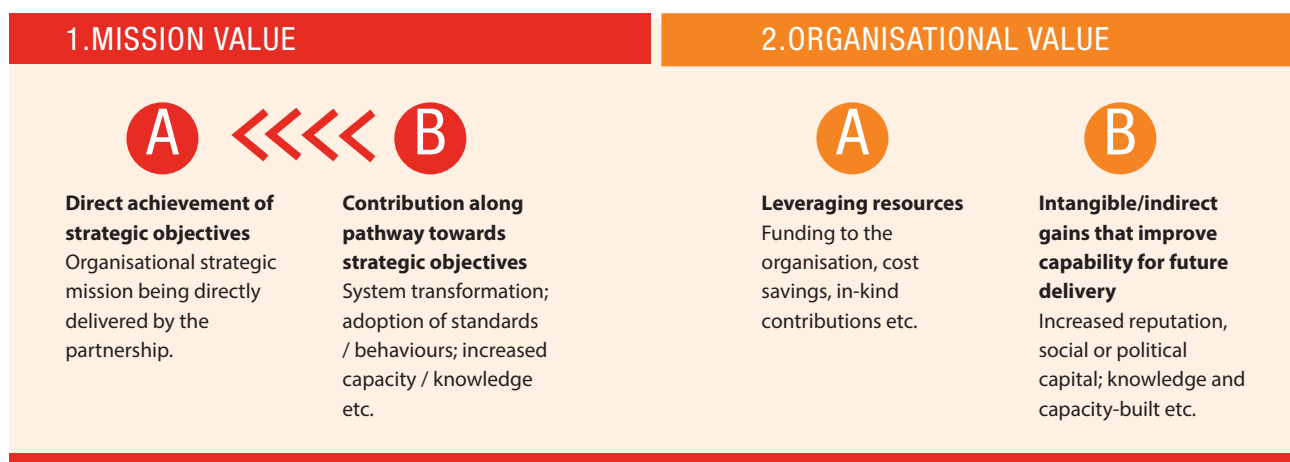 1.MISSION VALUE
A
B
Direct achievement of
strategic objectives
Organisational strategic
mission being directly
delivered by the
partnership.
Contribution along
pathway towards
strategic objectives
System transformation;
adoption of standards
/ behaviours; increased
capacity / knowledge
etc.
2.ORGANISATIONAL VALUE
A
B
Leveraging resources
Funding to the
organisation, cost
savings, in-kind
contributions etc.
Intangible/indirect
gains that improve
capability for future
delivery
Increased reputation,
social or political
capital; knowledge and
capacity-built etc.